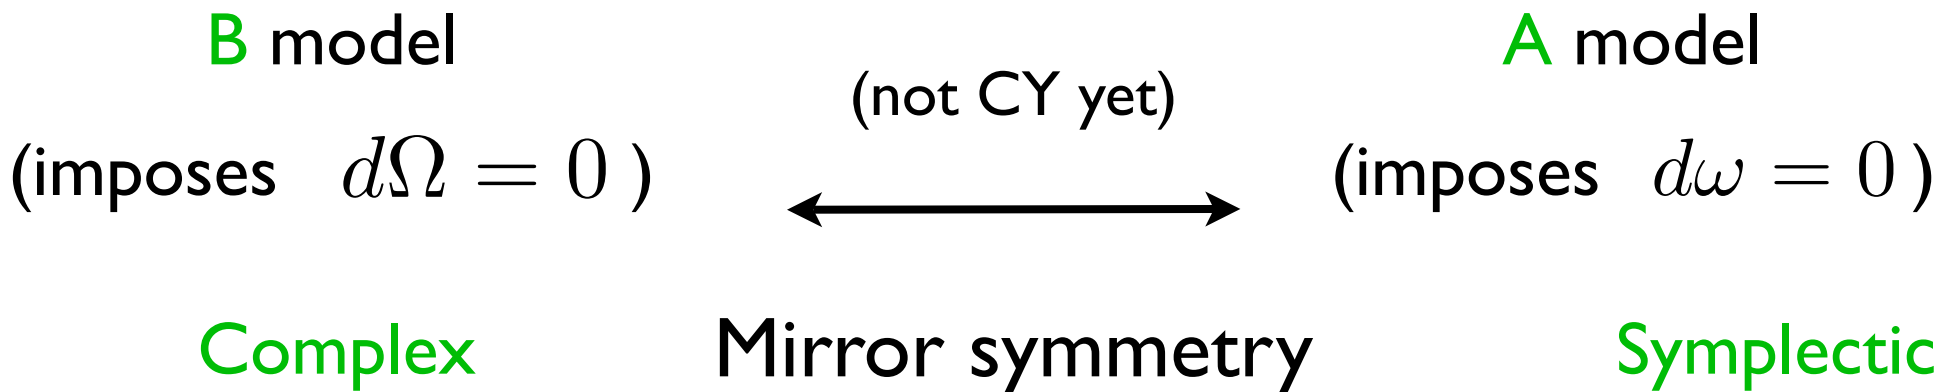 B model
A model
(not CY yet)
(imposes dΩ = 0 )
(imposes dω = 0 )
Complex
Mirror symmetry
Symplectic